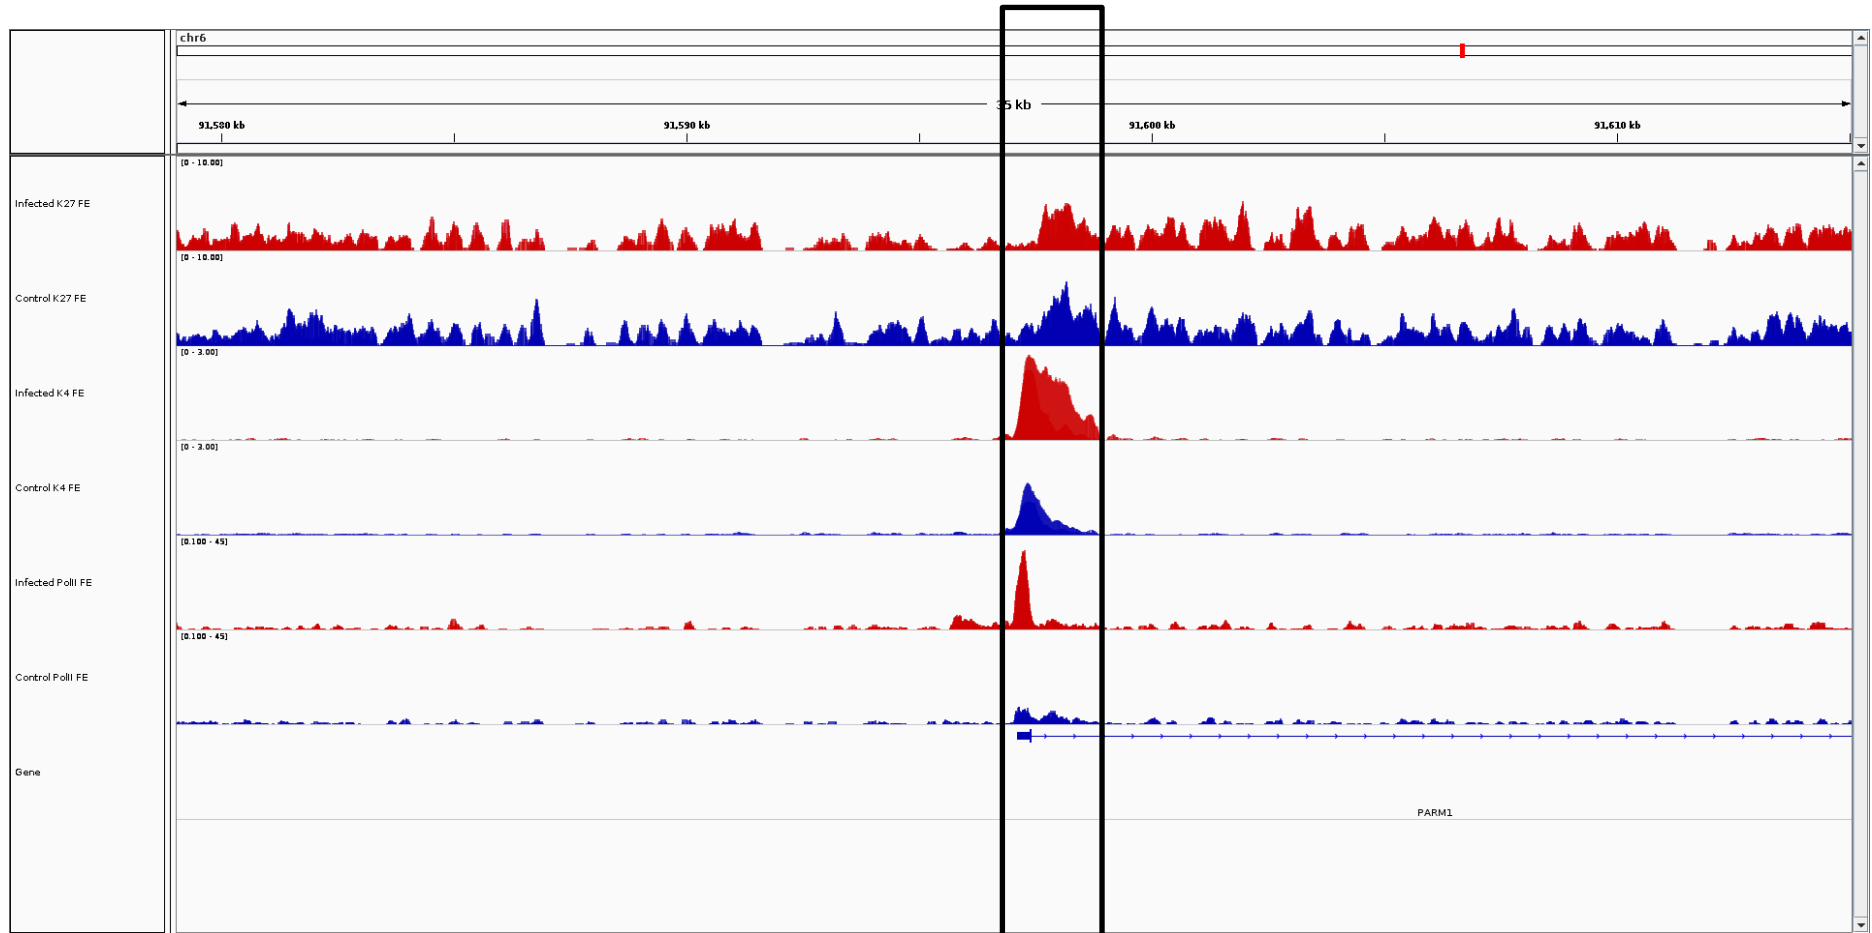 chr6
35 kb
91,580 kb 91,590 kb 91,600 kb 91,610 kb
[0 - 10.00]
Infected K27 FE
[0 - 10.00]
Control K27 FE
[0 - 3.00]
Infected K4 FE
[0 - 3.00]
Control K4 FE
[0.100 - 45]
Infected PolII FE
[0.100 - 45]
Control PolII FE
Gene
PARM1